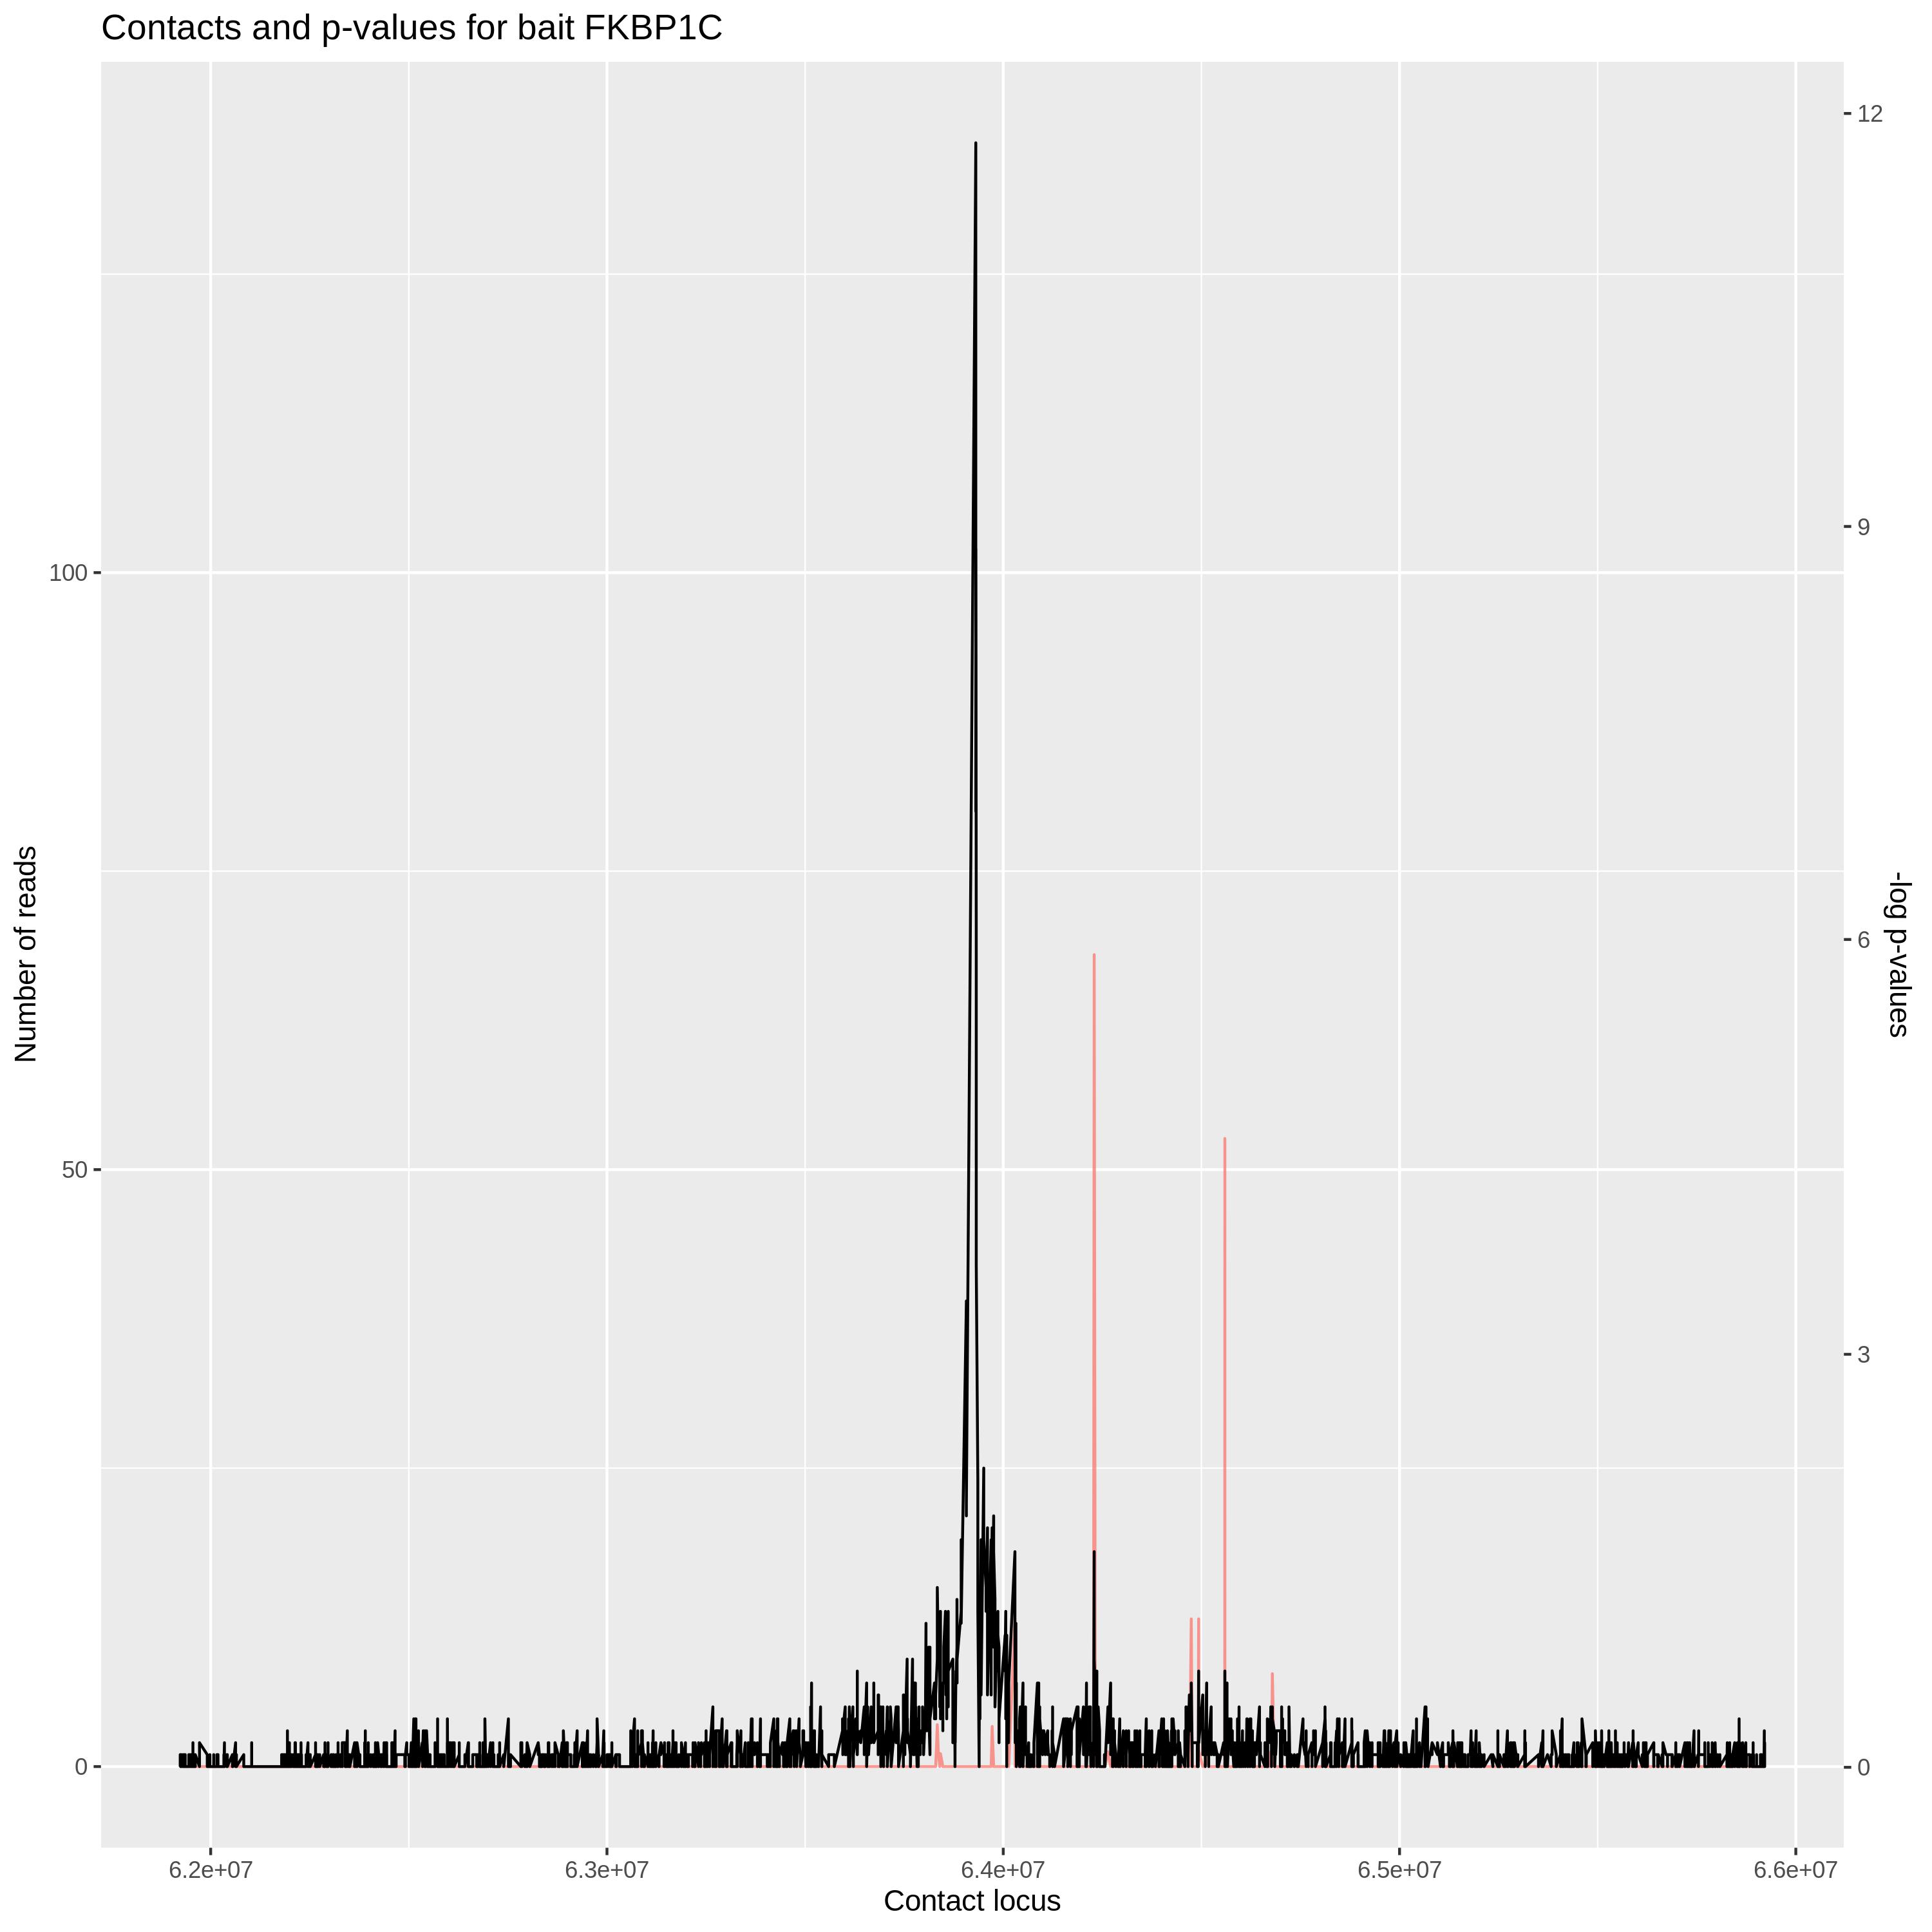 Contacts and p-values for bait FKBP1C
Number of reads
100
50
0
12
9
6
3
0
-log p-values
6.2e+07
6.3e+07
6.4e+07
6.5e+07
6.6e+07
Contact locus